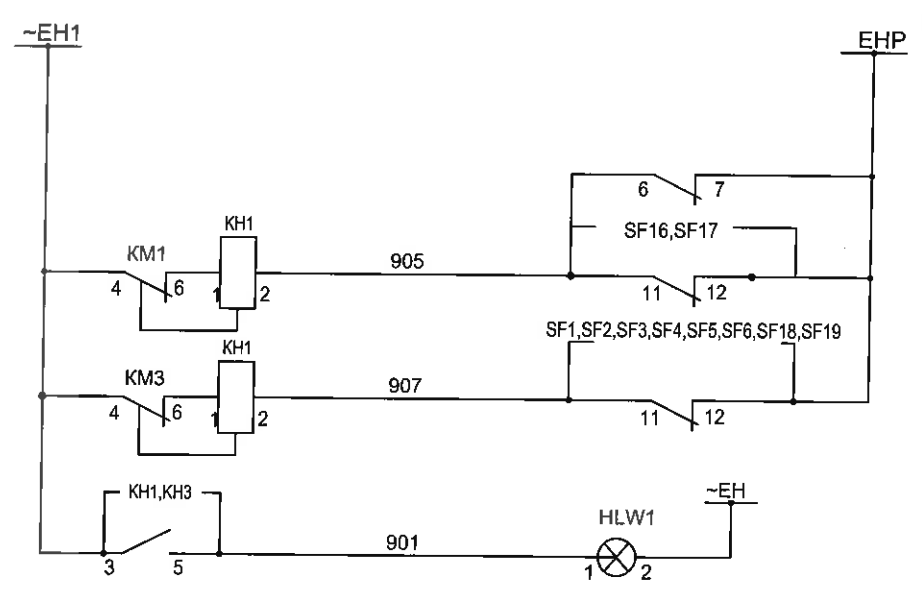 ~EH1
EHP
6 7
KH1
SF16,SF17
KM1
905
4 6 1 2 11 12
SF1,SF2,SF3,SF4,SF5,SF6,SF18,SF19
KH1
KM3
907
4 6 1 2 11 12
KH1,KH3
~EH
HLW1
901
3 5 1 2